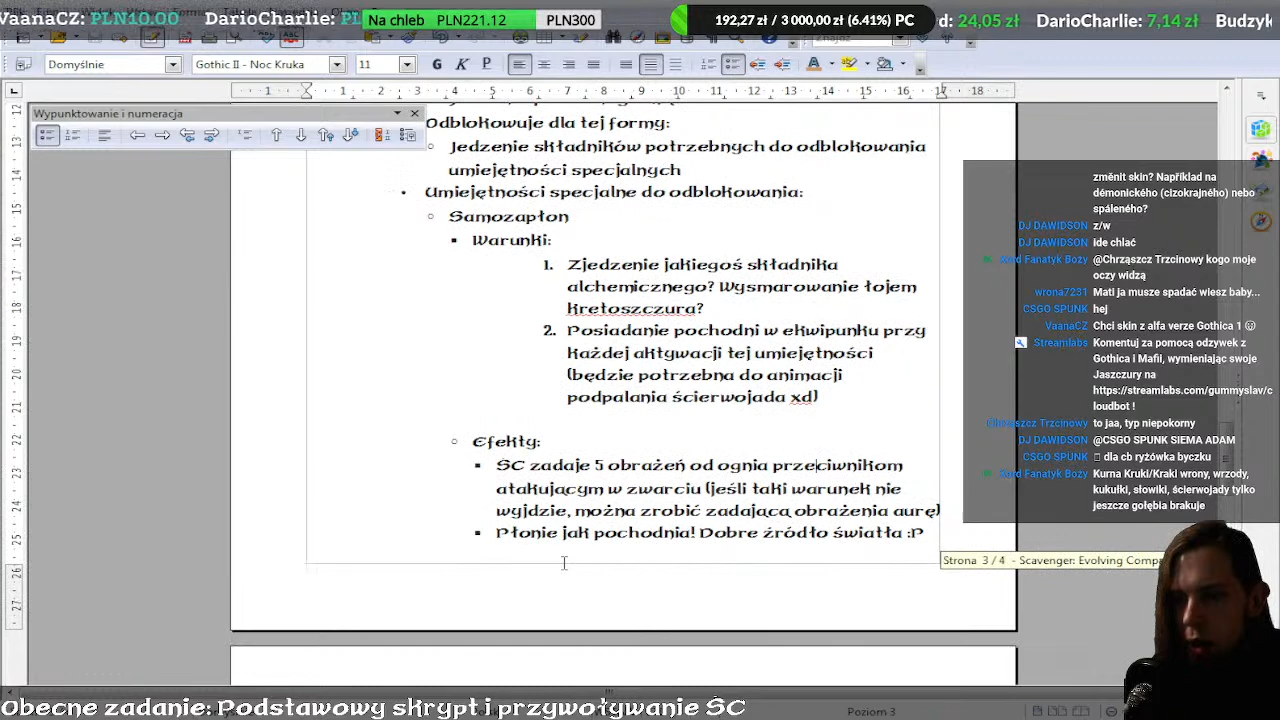 VaanaCZ: PLN10.00 DarioCharlie: PL
Na chleb PLN221.12 PLN300
192,27 zł / 3 000,00 zł (6.41%) PC
d: 24,05 zł DarioCharlie: 7,14 zł Budzyk
Domyślnie Gothic II - Noc Kruka 11
Wypunktowanie i numeracja
Odblokowuje dla tej formy:
Jedzenie składników potrzebnych do odblokowania
umiejętności specjalnych
Umiejętności specjalne do odblokowania:
Samozapłon
Warunki:
1. Zjedzenie jakiegoś składnika
alchemicznego? Wysmarowanie łojem
kretoszczura?
2. Posiadanie pochodni w ekwipunku przy
każdej aktywacji tej umiejętności
(będzie potrzebna do animacji
podpalania ścierwojada xd)
Efekty:
ŚC zadaje 5 obrażeń od ognia przeciwnikom
atakującym w zwarciu (jeśli taki warunek nie
wyjdzie, można zrobić zadającą obrażenia aurę)
Płonie jak pochodnia! Dobre źródło światła :P
změnit skin? Například na
démonického (cizokrajného) nebo
spáleného?
DJ DAWIDSON z/w
DJ DAWIDSON ide chlać
Kard Fanatyk Bozy @Chrząszcz Trzcinowy kogo moje
oczy widzą
wrona7231 Mati ja musze spadać wiesz baby...
CSGO SPUNK hej
VaanaCZ Chci skin z alfa verze Gothica 1
Streamlabs Komentuj za pomocą odzywek z
Gothica i Mafii, wymieniając swoje
Jaszczury na
https://streamlabs.com/gummyslav/c
loudbot !
Chrząszcz Trzcinowy to jaa, typ niepokorny
DJ DAWIDSON @CSGO SPUNK SIEMA ADAM
CSGO SPUNK dla cb ryżówka byczku
Kard Fanatyk Bozy Kurna Kruki/Kraki wrony, wrzody,
kukułki, słowiki, ścierwojady tylko
jeszcze gołębia brakuje
Strona 3 / 4 - Scavenger: Evolving Comp
Obecne zadanie: Podstawowy skrypt i przywoływanie ŚC
Poziom 3